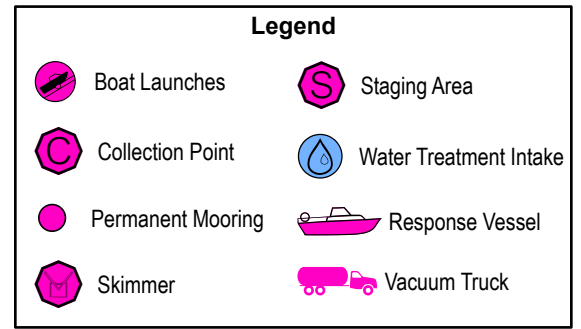 Legend
Boat Launches
S
Staging Area
C
Collection Point
Water Treatment Intake
Permanent Mooring
Response Vessel
Skimmer
Vacuum Truck